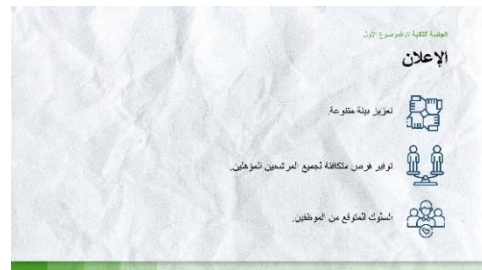 الجلسة الثانية: الموضوع الأول
الإعلان
تعزيز بيئة متنوعة
توفير فرص متكافئة لجميع المرشحين المؤهلين.
السلوك المتوقع من الموظفين.